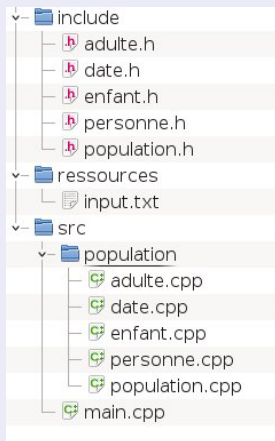 include
adulte.h
date.h
enfant.h
personne.h
population.h
ressources
input.txt
src
population
adulte.cpp
date.cpp
enfant.cpp
personne.cpp
population.cpp
main.cpp